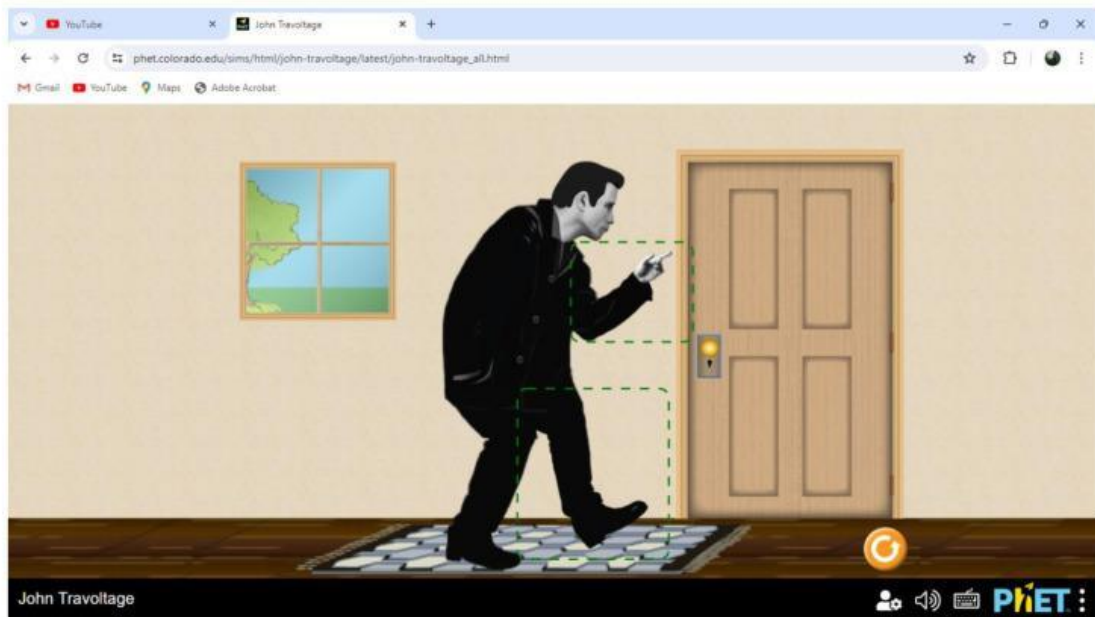 YouTube
John Travoltage
phet.colorado.edu/sims/html/john-travoltage/latest/john-travoltage_all.html
Gmail YouTube Maps Adobe Acrobat
John Travoltage
PhET